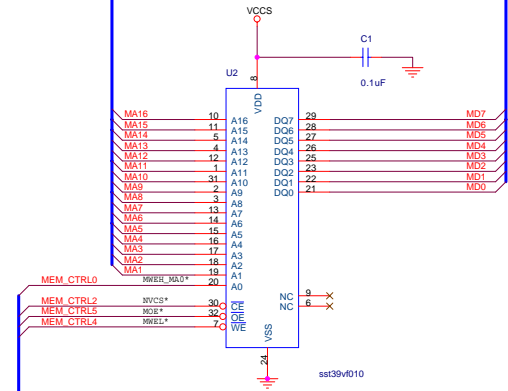 VCCS
C1
0.1uF
U2
8
VDD
MA16 10 A16 DQ7 29 MD7
MA15 11 A15 DQ6 28 MD6
MA14 5 A14 DQ5 27 MD5
MA13 4 A13 DQ4 26 MD4
MA12 12 A12 DQ3 25 MD3
MA11 1 A11 DQ2 23 MD2
MA10 31 A10 DQ1 22 MD1
MA9 2 A9 DQ0 21 MD0
MA8 3 A8
MA7 13 A7
MA6 14 A6
MA5 15 A5
MA4 16 A4
MA3 17 A3
MA2 18 A2
MA1 19 A1
MEM_CTRL0 MWEH_MA0* 20 A0
NC 9
MEM_CTRL2 NVCS* 30 CE NC 6
MEM_CTRL5 MOE* 32 OE
MEM_CTRL4 MWEL* 7 WE
VSS
24
sst39vf010